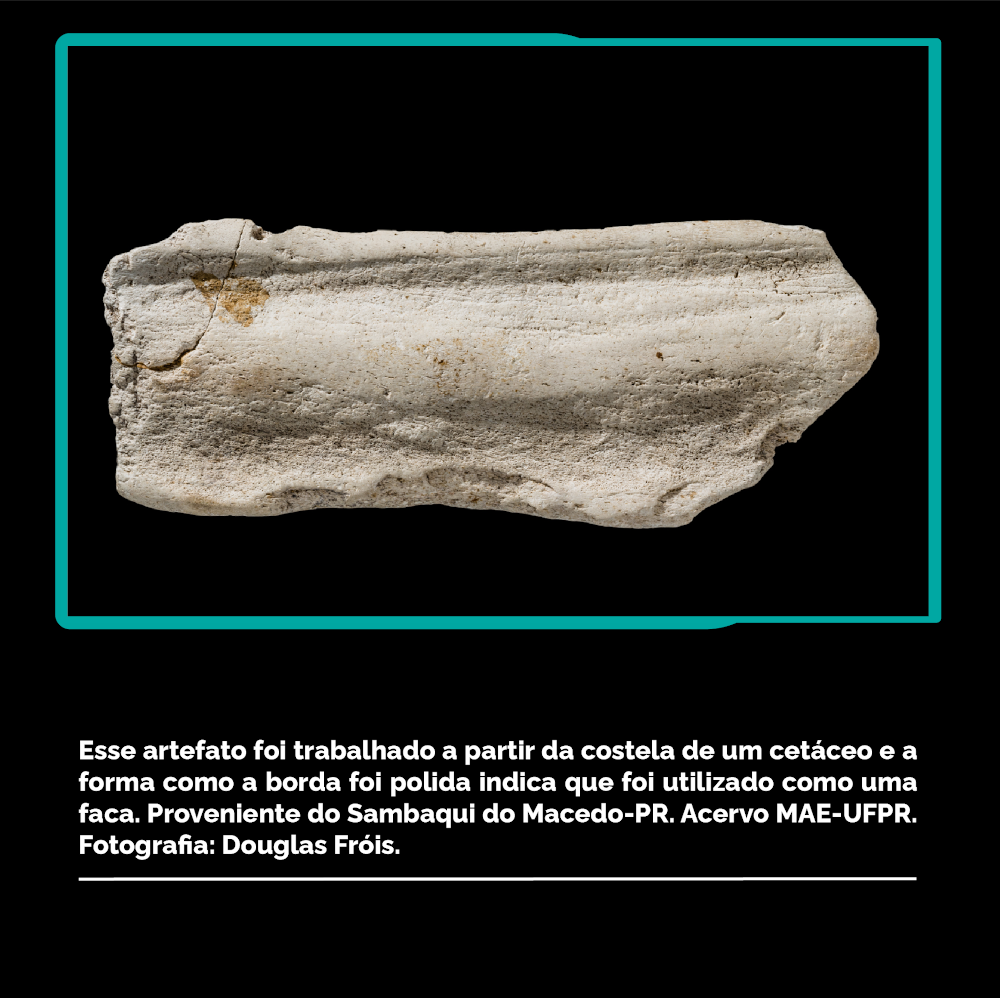 Esse artefato foi trabalhado a partir da costela de um cetáceo e a
forma como a borda foi polida indica que foi utilizado como uma
faca. Proveniente do Sambaqui do Macedo-PR. Acervo MAE-UFPR.
Fotografia: Douglas Fróis.